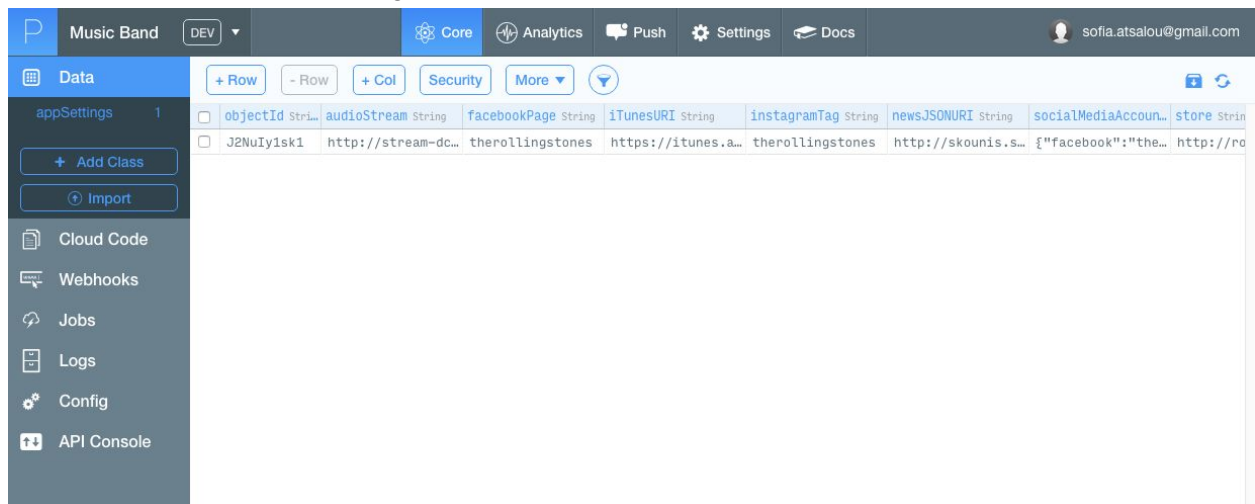 P Music Band DEV ▼ Core Analytics Push Settings Docs sofia.atsalou@gmail.com
Data
+ Row - Row + Col Security More ▼
appSettings 1
objectId Stri… audioStream String facebookPage String iTunesURI String instagramTag String newsJSONURI String socialMediaAccoun… store Strin
J2NuIy1sk1 http://stream-dc… therollingstones https://itunes.a… therollingstones http://skounis.s… {"facebook":"the… http://ro
+ Add Class
Import
Cloud Code
Webhooks
Jobs
Logs
Config
API Console